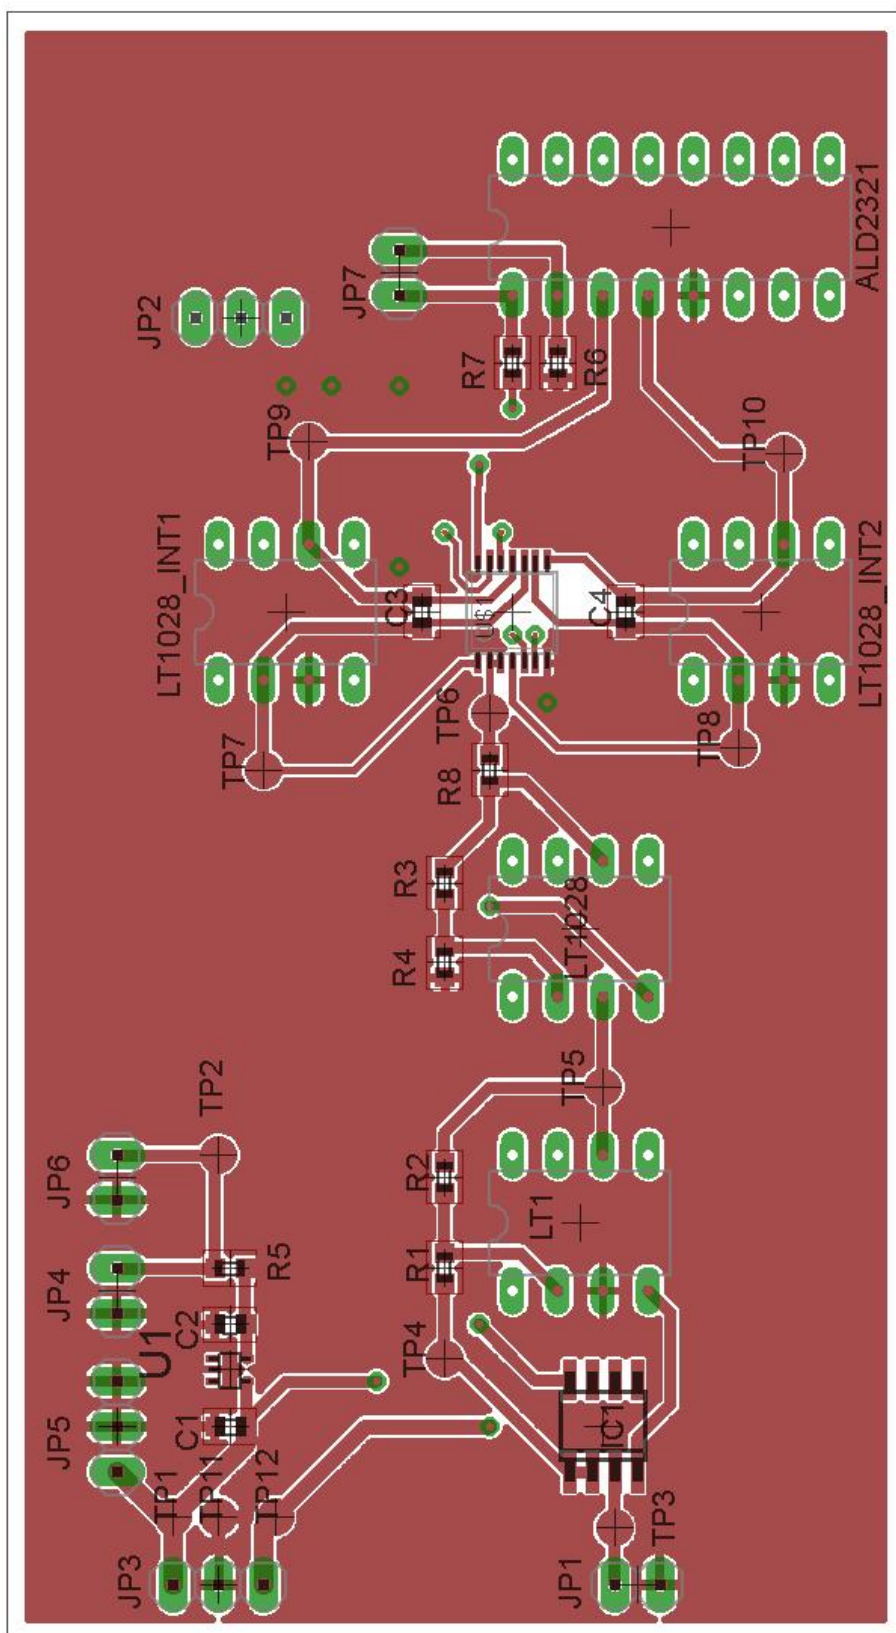 ALD2321
JP7
JP2
R7
R6
TP9
TP10
LT1028_INT1
C3
U$1
C4
LT1028_INT2
TP6
TP7
TP8
R8
R3
LT1028
R4
TP5
TP2
JP6
R2
LT1
R1
JP4
R5
C2
U1
TP4
JP5
C1
IC1
TP1
TP11
TP12
TP3
JP3
JP1